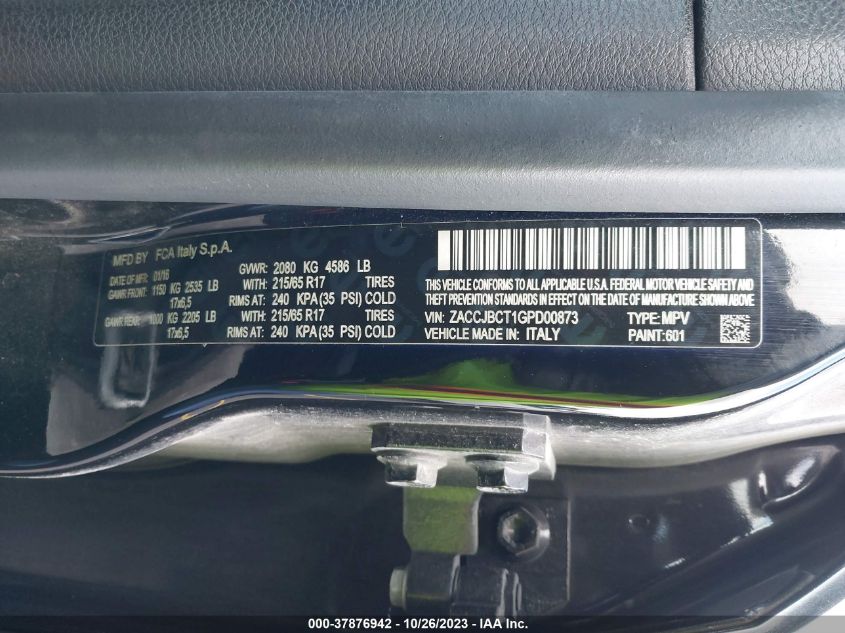 MFD BY FCA Italy S.p.A.
DATE OF MFR: 01/16 GVWR: 2080 KG 4586 LB
GAWR FRONT: 1150 KG 2535 LB WITH: 215/65 R17 TIRES
17x6,5 RIMS AT: 240 KPA (35 PSI) COLD
GAWR REAR: 1000 KG 2205 LB WITH: 215/65 R17 TIRES
17x6,5 RIMS AT: 240 KPA (35 PSI) COLD
THIS VEHICLE CONFORMS TO ALL APPLICABLE U.S.A. FEDERAL MOTOR VEHICLE SAFETY AND
THEFT PREVENTION STANDARDS IN EFFECT ON THE DATE OF MANUFACTURE SHOWN ABOVE.
VIN: ZACCJBCT1GPD00873 TYPE: MPV
VEHICLE MADE IN: ITALY PAINT: 601
000-37876942 / 10/26/2023 - IAA Inc.